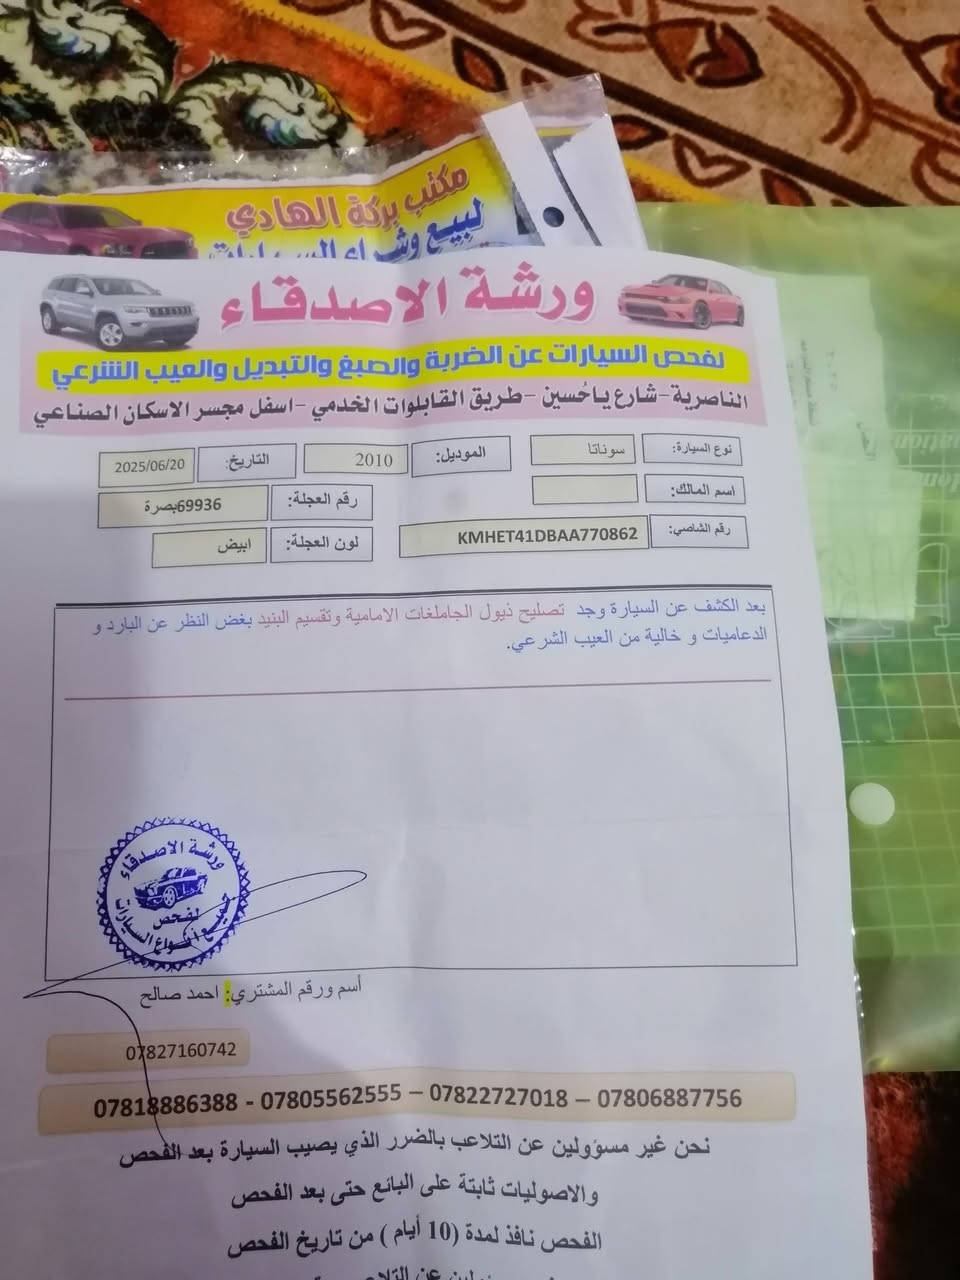 مكتب بركة الهادي
لبيع وشراء السيارات
ورشة الاصدقاء
لفحص السيارات عن الضربة والصبغ والتبديل والعيب الشرعي
الناصرية - شارع ياحُسين - طريق القابلوات الخدمي - اسفل مجسر الاسكان الصناعي
نوع السيارة: سوناتا الموديل: 2010 التاريخ: 2025/06/20
اسم المالك: رقم العجلة: 69936بصرة
رقم الشاصي: KMHET41DBAA770862 لون العجلة: ابيض
بعد الكشف عن السيارة وجد تصليح ذيول الجاملغات الامامية وتقسيم البنيد بغض النظر عن البارد و
الدعاميات و خالية من العيب الشرعي.
ورشة الاصدقاء
لفحص
جميع انواع السيارات
أسم ورقم المشتري: احمد صالح
07827160742
07818886388 - 07805562555 – 07822727018 – 07806887756
نحن غير مسؤولين عن التلاعب بالضرر الذي يصيب السيارة بعد الفحص
والاصوليات ثابتة على البائع حتى بعد الفحص
الفحص نافذ لمدة (10 أيام ) من تاريخ الفحص